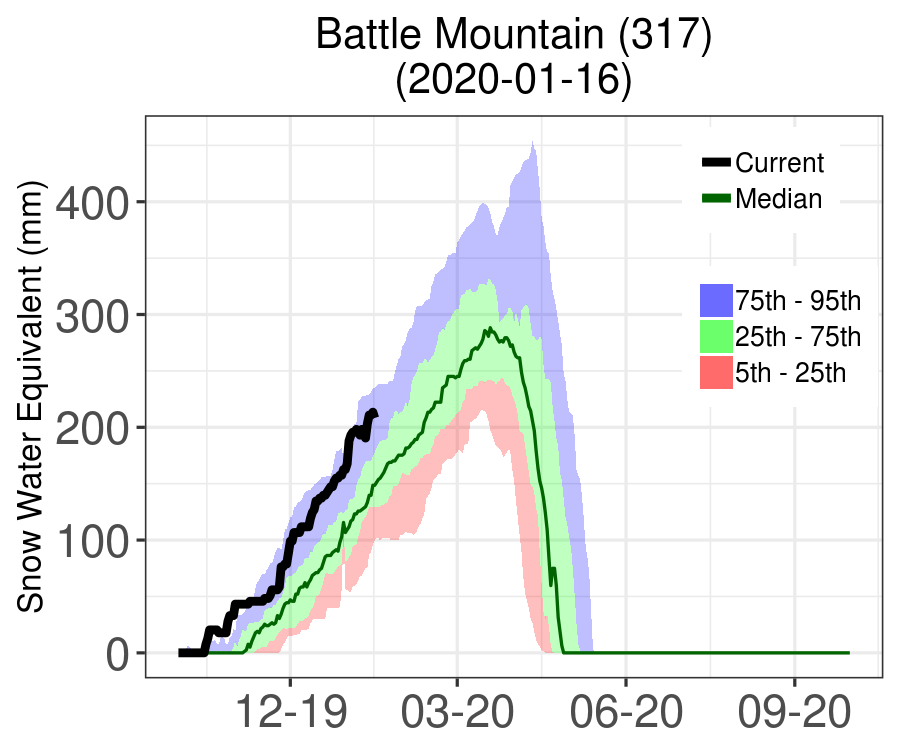 Battle Mountain (317)
(2020-01-16)
Snow Water Equivalent (mm)
400
300
200
100
0
Current
Median
75th - 95th
25th - 75th
5th - 25th
12-19 03-20 06-20 09-20